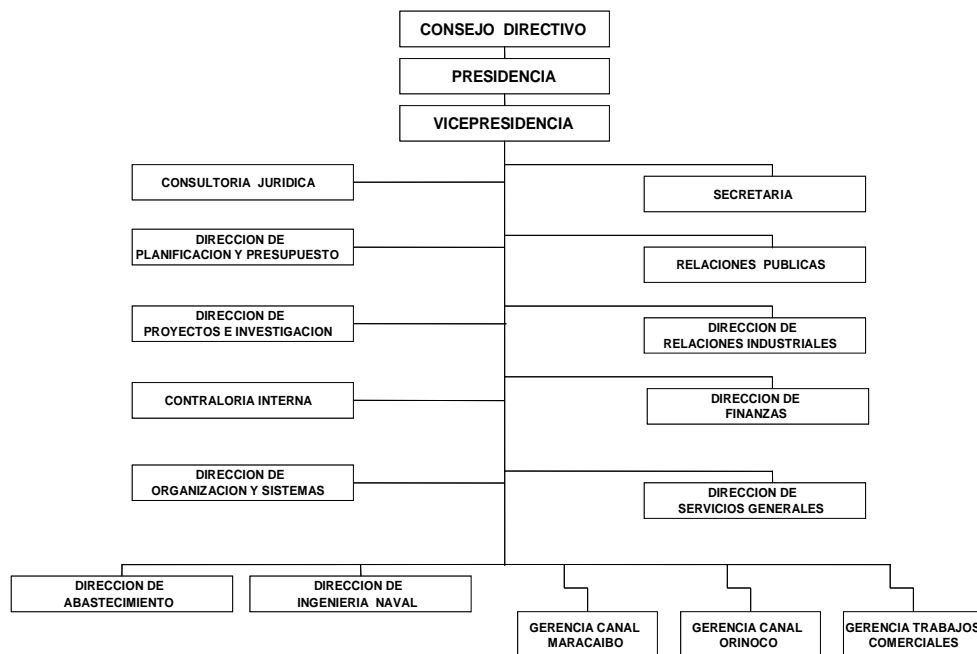 CONSEJO DIRECTIVO
PRESIDENCIA
VICEPRESIDENCIA
CONSULTORIA JURIDICA
SECRETARIA
DIRECCION DE
PLANIFICACION Y PRESUPUESTO
RELACIONES PUBLICAS
DIRECCION DE
PROYECTOS E INVESTIGACION
DIRECCION DE
RELACIONES INDUSTRIALES
CONTRALORIA INTERNA
DIRECCION DE
FINANZAS
DIRECCION DE
ORGANIZACION Y SISTEMAS
DIRECCION DE
SERVICIOS GENERALES
DIRECCION DE
ABASTECIMIENTO
DIRECCION DE
INGENIERIA NAVAL
GERENCIA CANAL
MARACAIBO
GERENCIA CANAL
ORINOCO
GERENCIA TRABAJOS
COMERCIALES